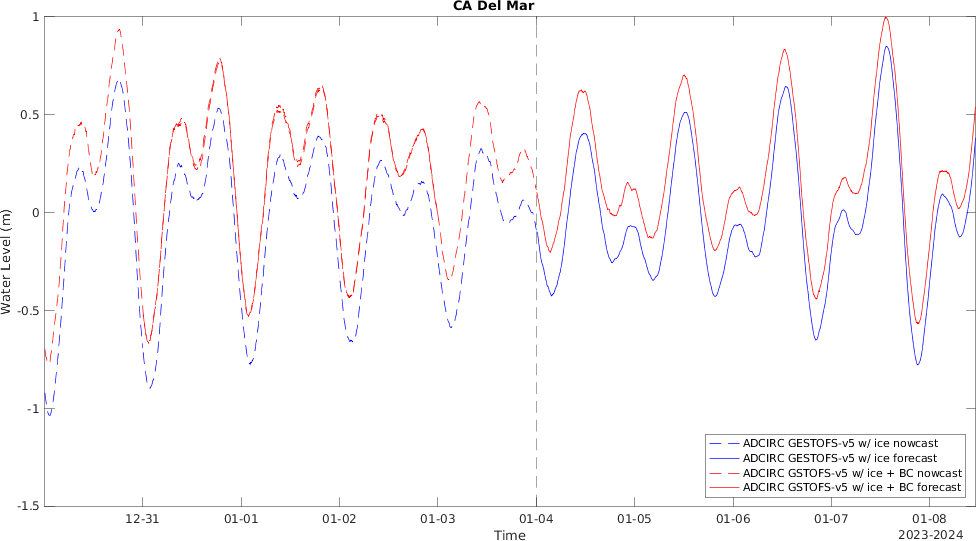 CA Del Mar
1
0.5
0
-0.5
-1
-1.5
Water Level (m)
ADCIRC GESTOFS-v5 w/ ice nowcast
ADCIRC GESTOFS-v5 w/ ice forecast
ADCIRC GSTOFS-v5 w/ ice + BC nowcast
ADCIRC GSTOFS-v5 w/ ice + BC forecast
12-31 01-01 01-02 01-03 01-04 01-05 01-06 01-07 01-08
Time
2023-2024